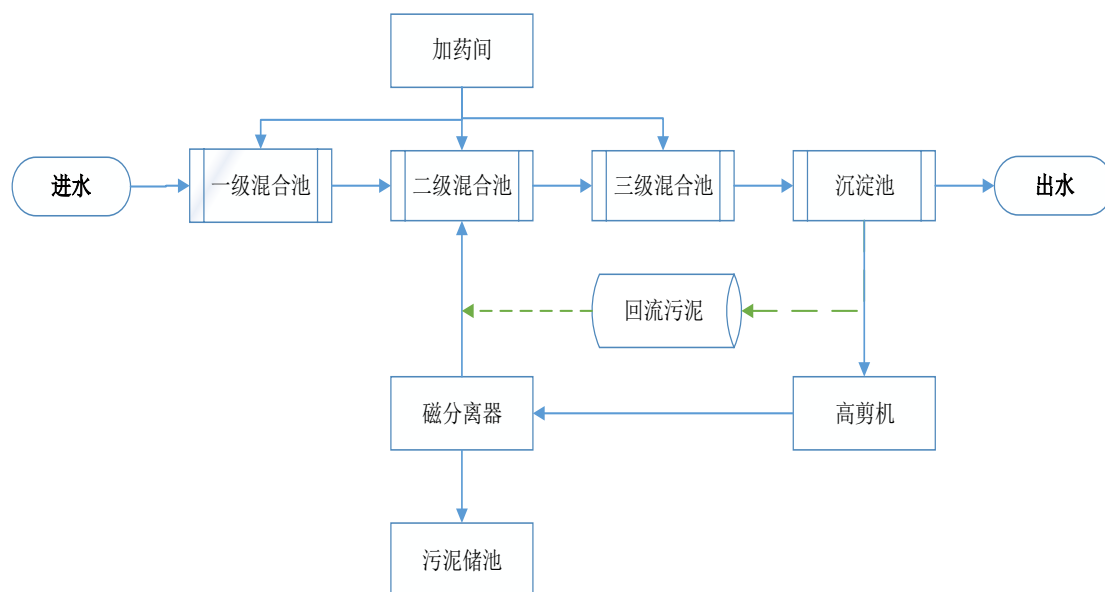 加药间
进水
一级混合池
二级混合池
三级混合池
沉淀池
出水
回流污泥
磁分离器
高剪机
污泥储池